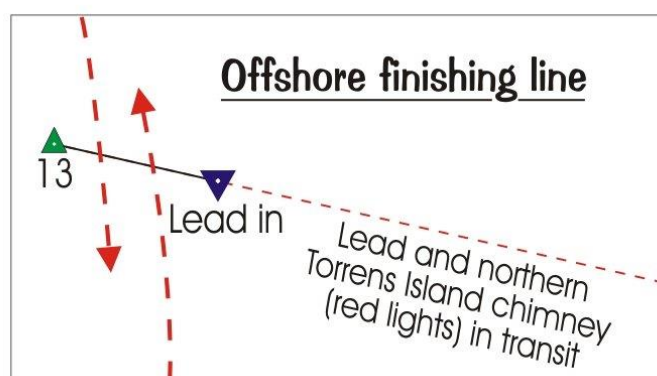 Offshore finishing line
13
Lead in
Lead and northern
Torrens Island chimney
(red lights) in transit